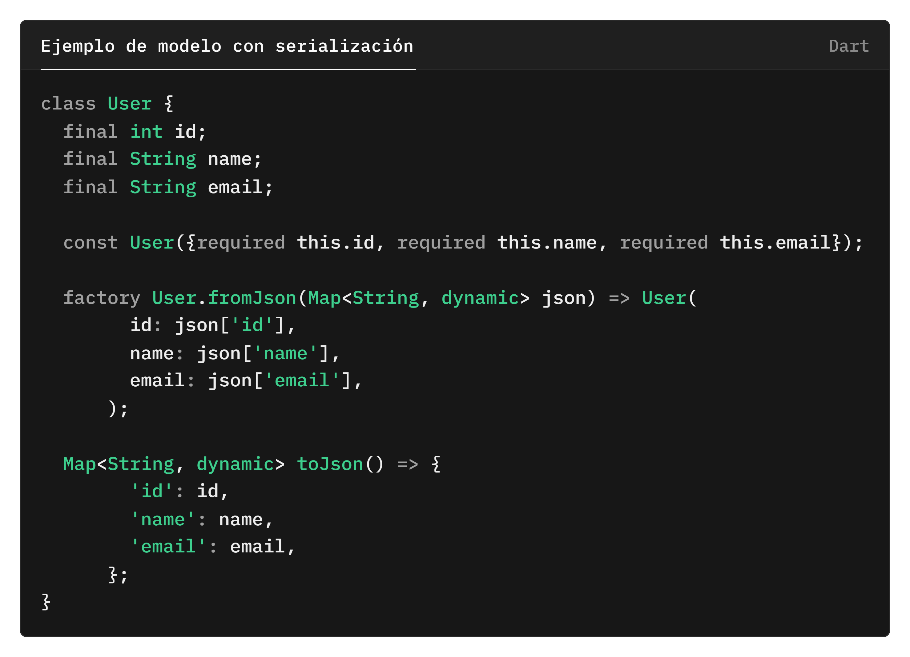 Ejemplo de modelo con serialización
Dart
class User {
  final int id;
  final String name;
  final String email;

  const User({required this.id, required this.name, required this.email});

  factory User.fromJson(Map<String, dynamic> json) => User(
        id: json['id'],
        name: json['name'],
        email: json['email'],
      );

  Map<String, dynamic> toJson() => {
        'id': id,
        'name': name,
        'email': email,
      };
}